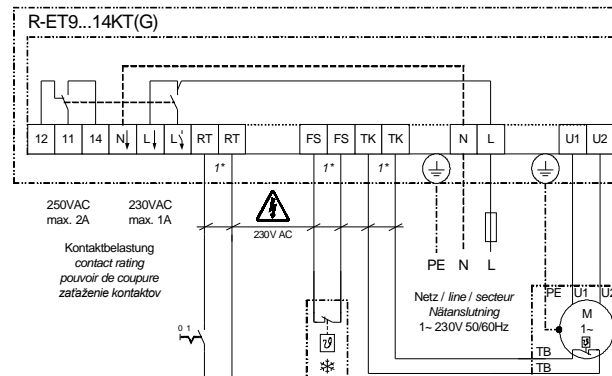 R-ET9...14KT(G)
12 11 14 N L L RT RT FS FS TK TK N L U1 U2
1* 1* 1*
250VAC
max. 2A
230VAC
max. 1A
230V AC
Kontaktbelastung
contact rating
pouvoir de coupure
zaťaženie kontaktov
PE N L
Netz / line / secteur
Nätanslutning
1~ 230V 50/60Hz
PE U1 U2
M
1~
ϑ
0 1
ϑ
TB
TB